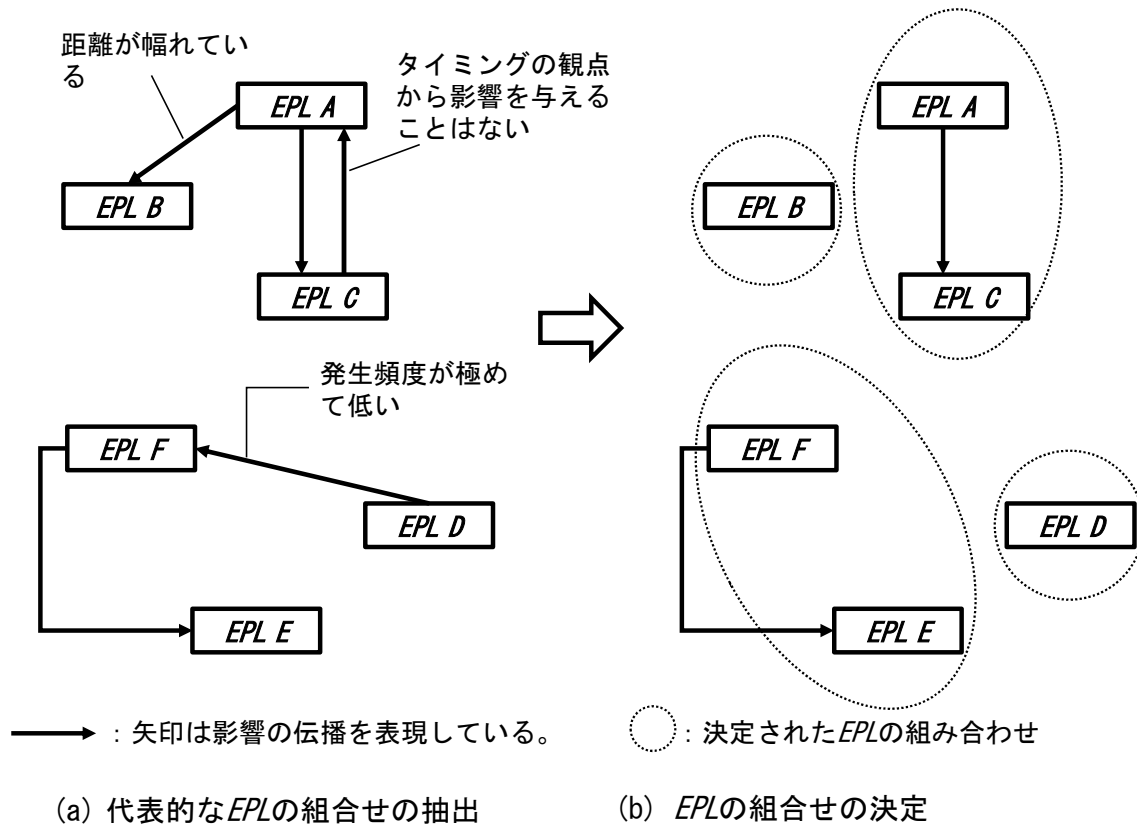 距離が幅れてい
る
タイミングの観点
から影響を与える
ことはない
EPL A
EPL B
EPL C
発生頻度が極め
て低い
EPL F
EPL D
EPL E
EPL A
EPL B
EPL C
EPL F
EPL D
EPL E
：矢印は影響の伝播を表現している。
：決定されたEPLの組み合わせ
(a) 代表的なEPLの組合せの抽出
(b) EPLの組合せの決定